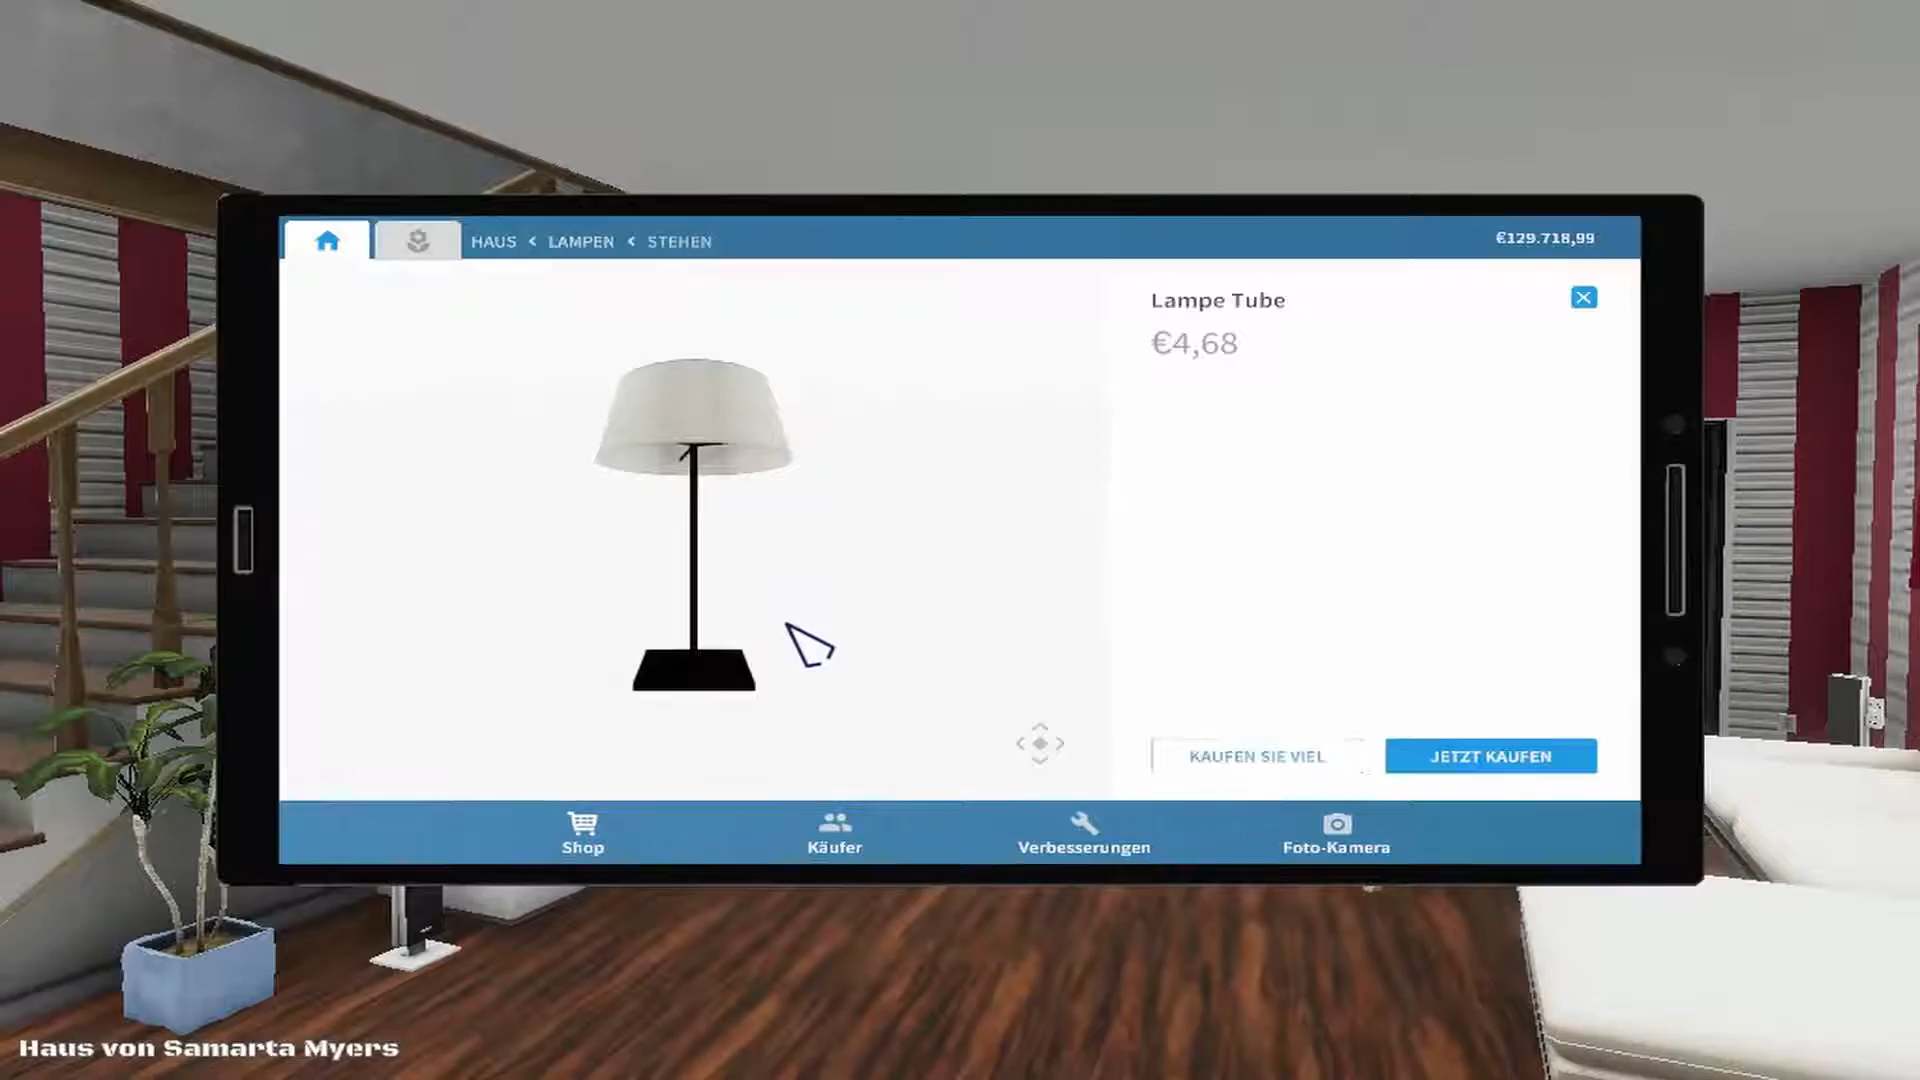 HAUS < LAMPEN < STEHEN
€129.718,99
Lampe Tube
€4,68
KAUFEN SIE VIEL
JETZT KAUFEN
Shop
Käufer
Verbesserungen
Foto-Kamera
Haus von Samarta Myers